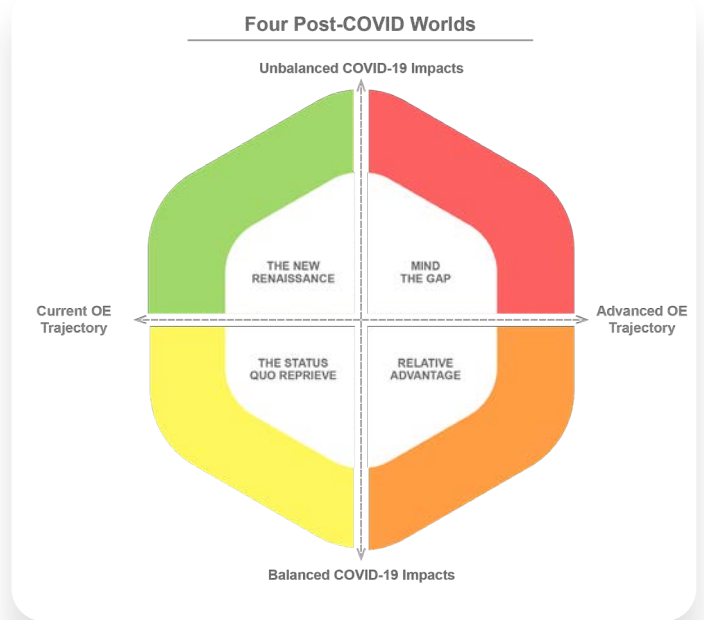 Four Post-COVID Worlds
Unbalanced COVID-19 Impacts
THE NEW
RENAISSANCE
MIND
THE GAP
Current OE
Trajectory
Advanced OE
Trajectory
THE STATUS
QUO REPRIEVE
RELATIVE
ADVANTAGE
Balanced COVID-19 Impacts